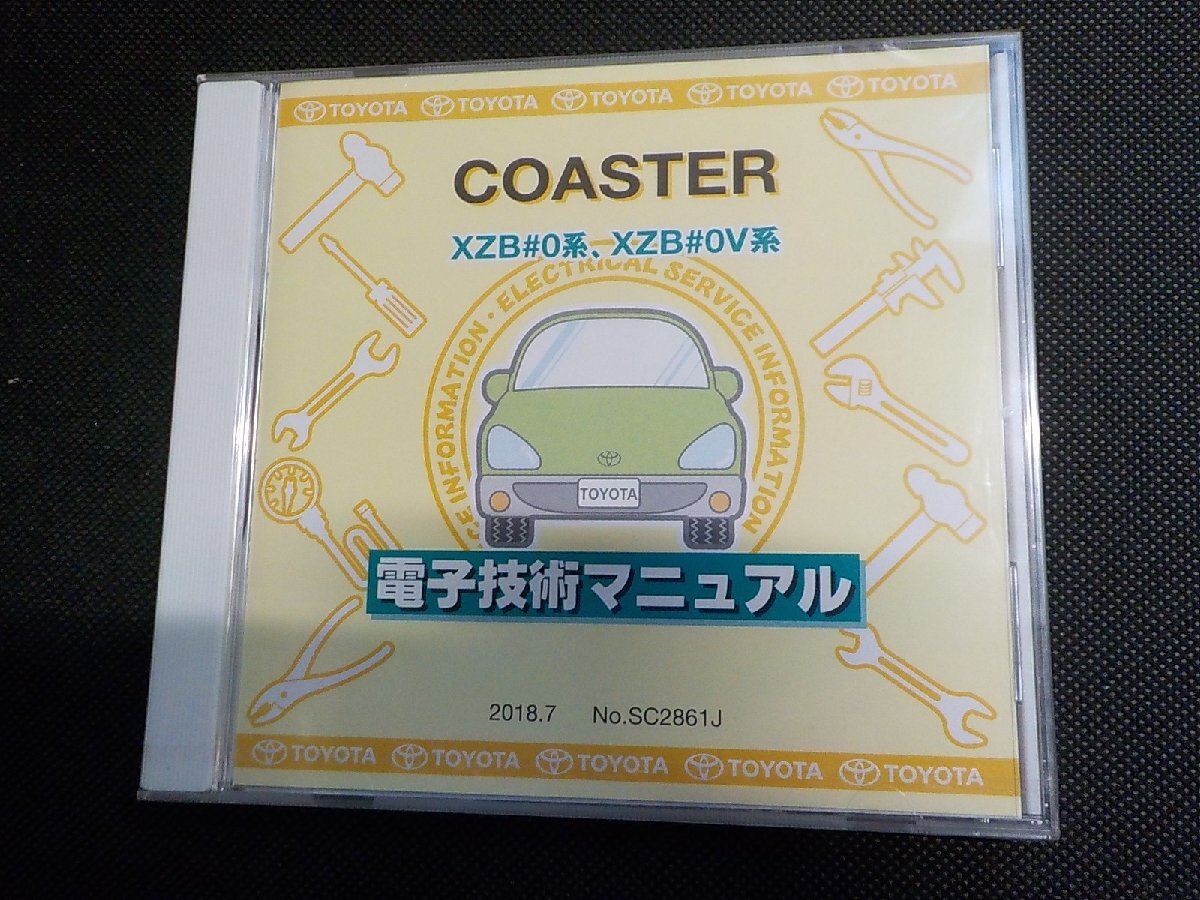 TOYOTA TOYOTA TOYOTA TOYOTA TOYOTA
COASTER
XZB#0系、XZB#0V系
CE INFORMATION・ELECTRICAL SERVICE INFORMATION
TOYOTA
電子技術マニュアル
2018.7 No.SC2861J
TOYOTA TOYOTA TOYOTA TOYOTA TOYOTA